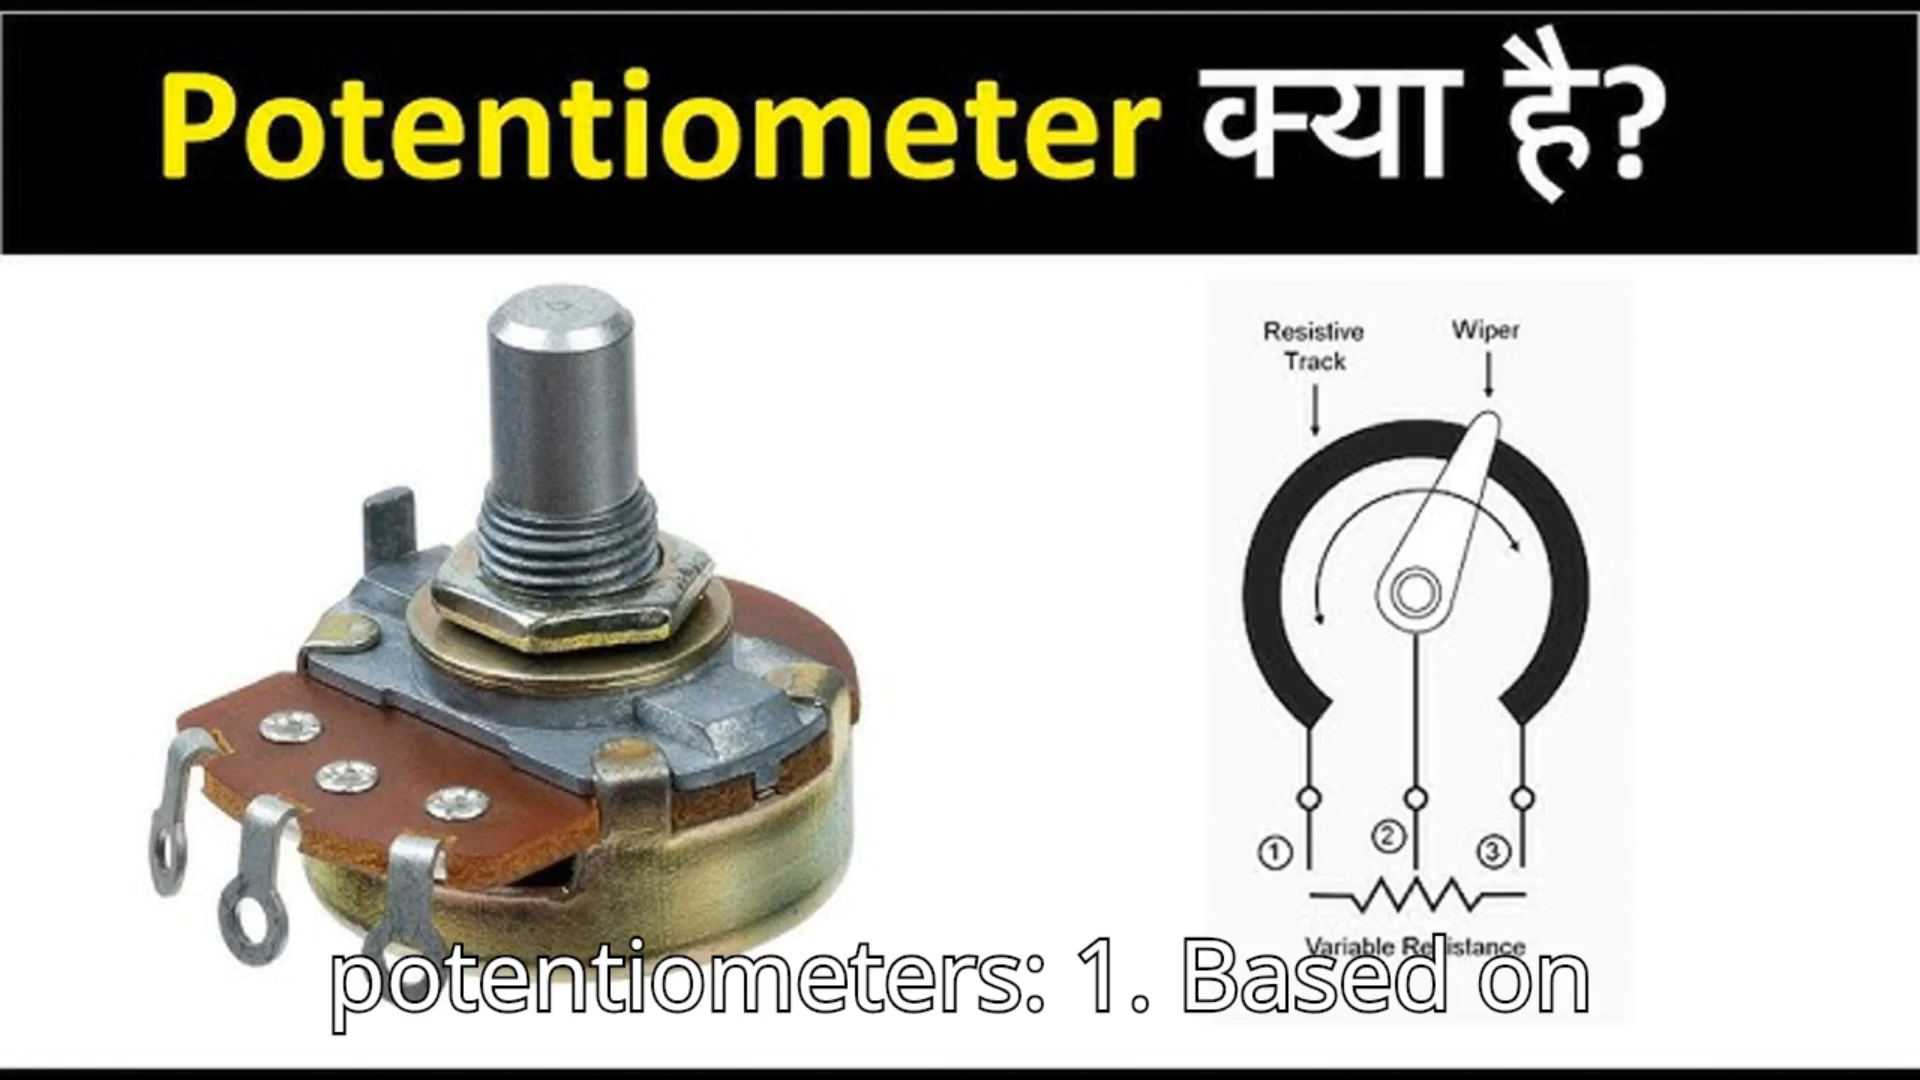 Potentiometer क्या है?
Resistive
Track
Wiper
1
2
3
Variable Resistance
potentiometers: 1. Based on